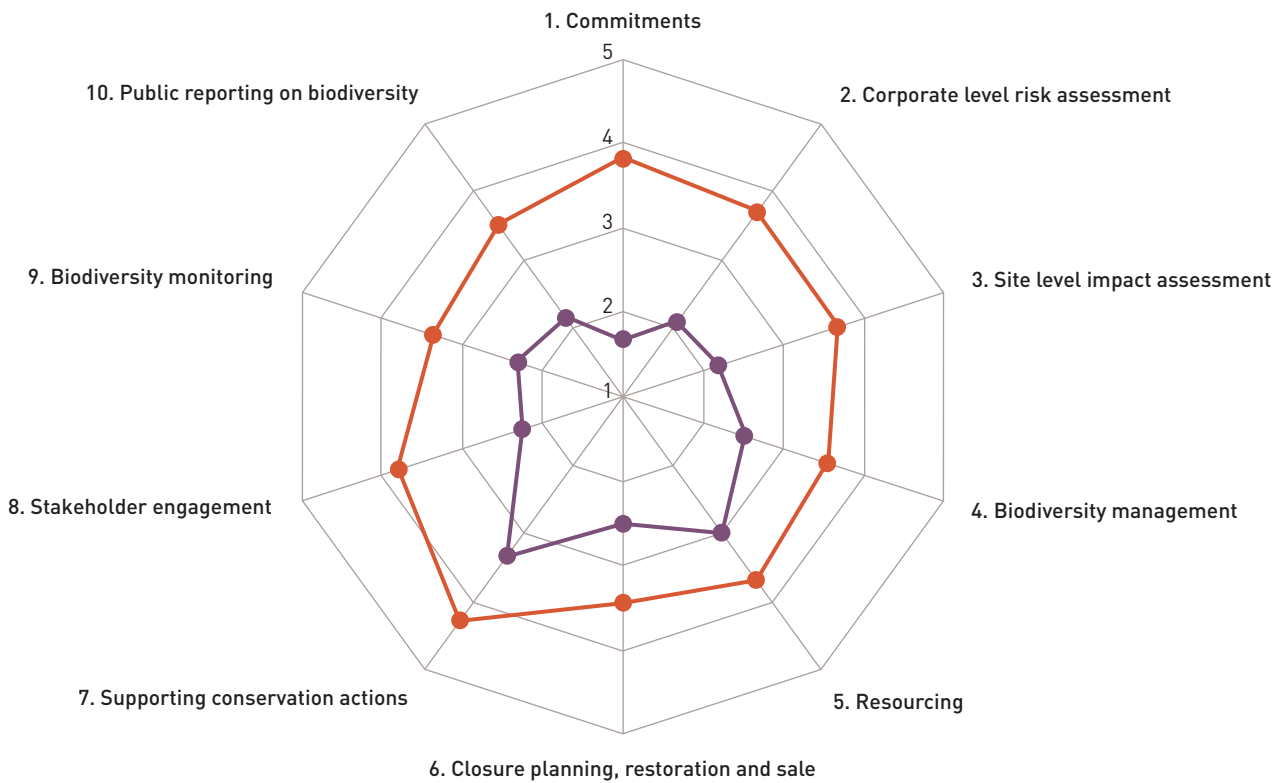 1. Commitments
5
10. Public reporting on biodiversity
2. Corporate level risk assessment
4
3
9. Biodiversity monitoring
3. Site level impact assessment
2
1
8. Stakeholder engagement
4. Biodiversity management
7. Supporting conservation actions
5. Resourcing
6. Closure planning, restoration and sale